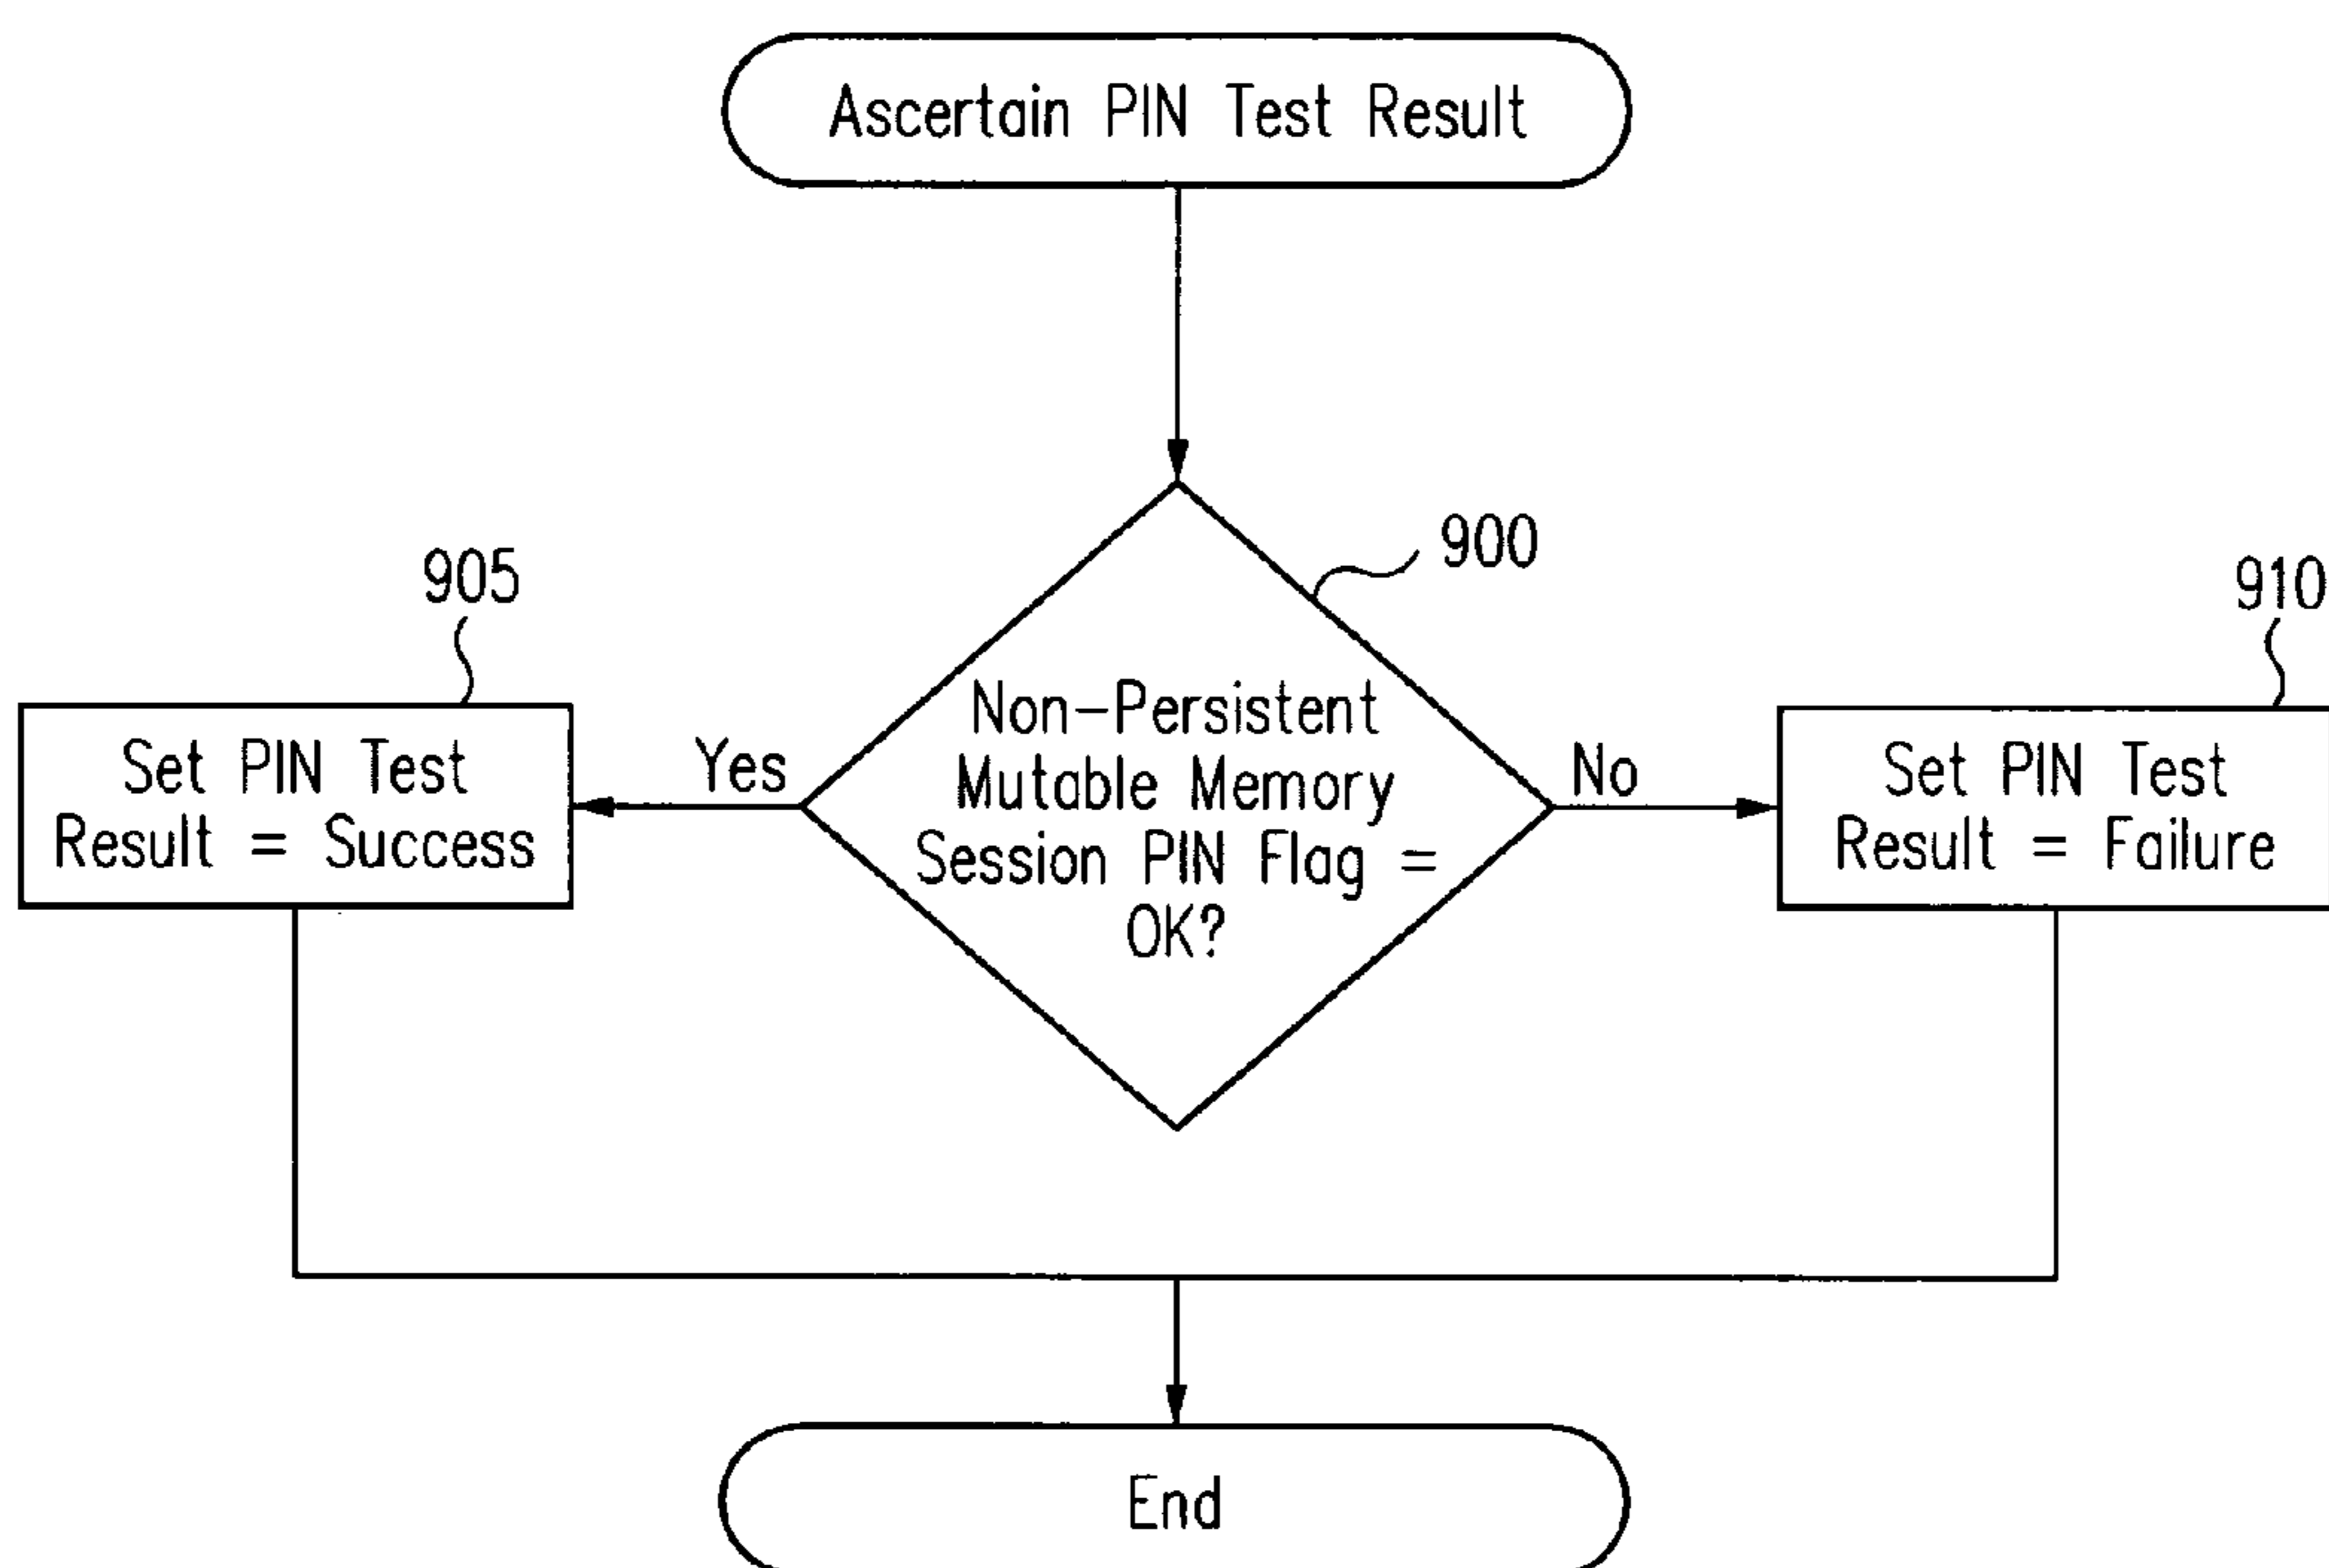 Ascertain PIN Test Result
900
905
910
Non-Persistent
Mutable Memory
Session PIN Flag =
OK?
Yes
No
Set PIN Test
Result = Success
Set PIN Test
Result = Failure
End